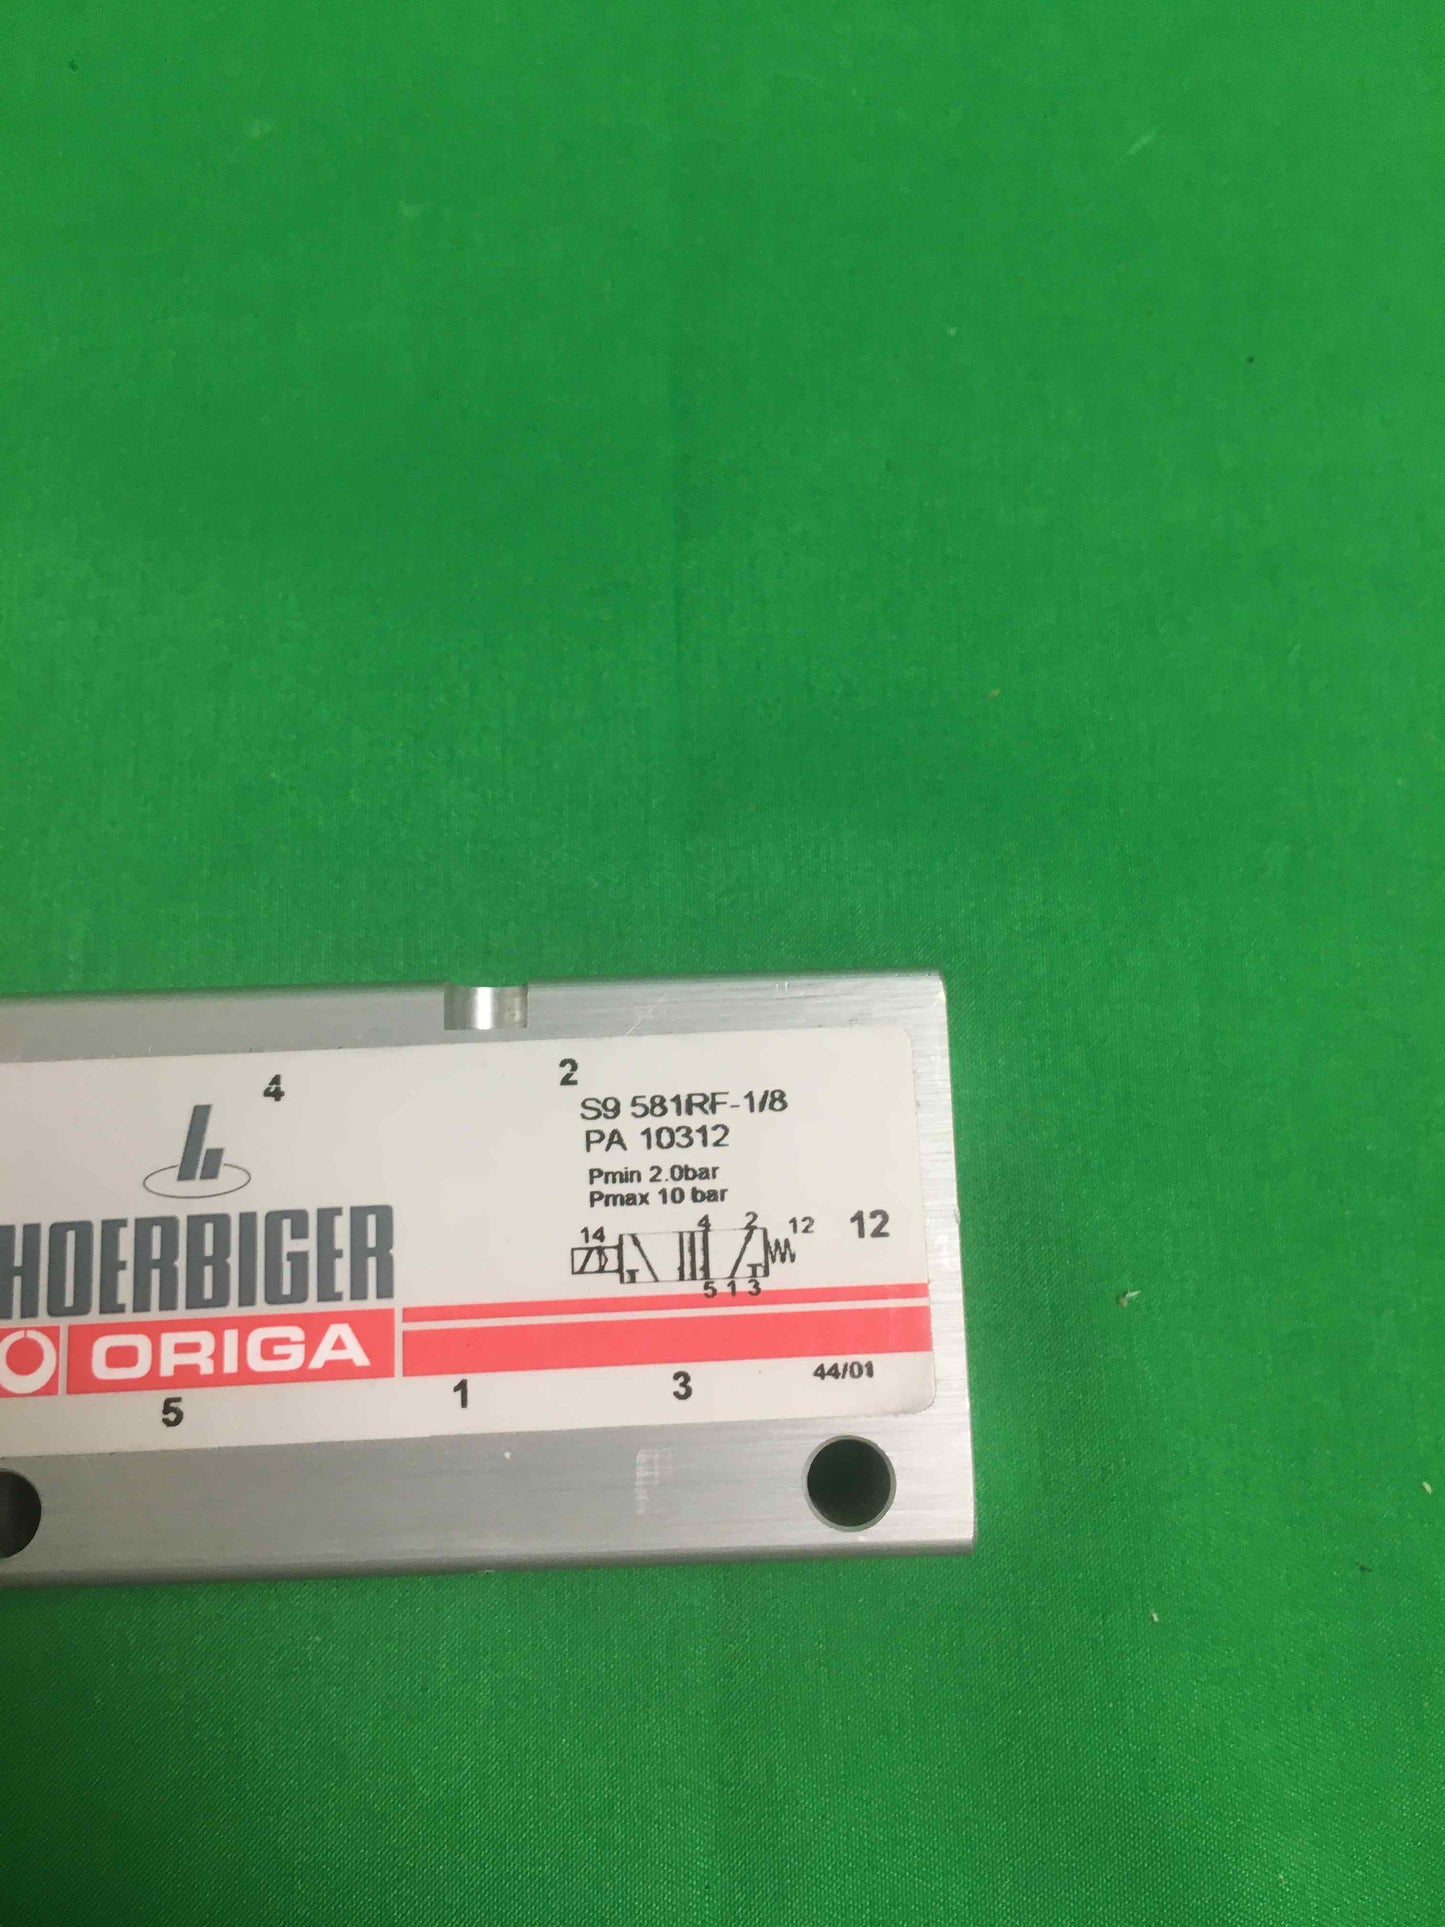 4 2
S9 581RF-1/8
PA 10312
Pmin 2.0bar
Pmax 10 bar
14 4 2 12 12
5 1 3
HOERBIGER
ORIGA
5 1 3 44/01